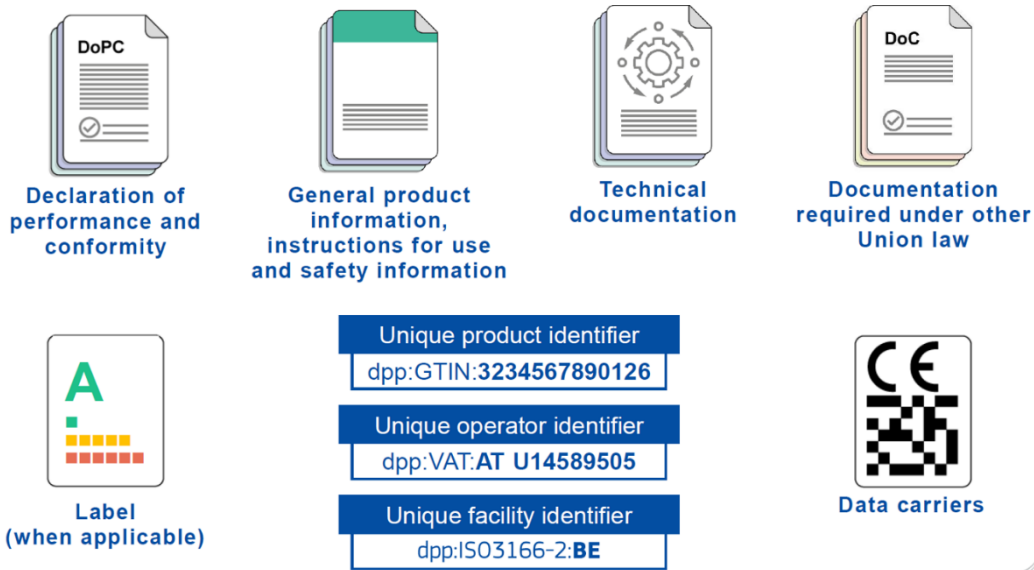 DoPC
Declaration of
performance and
conformity
General product
information,
instructions for use
and safety information
Technical
documentation
DoC
Documentation
required under other
Union law
A
Label
(when applicable)
Unique product identifier
dpp:GTIN:3234567890126
Unique operator identifier
dpp:VAT:AT U14589505
Unique facility identifier
dpp:ISO3166-2:BE
CE
Data carriers